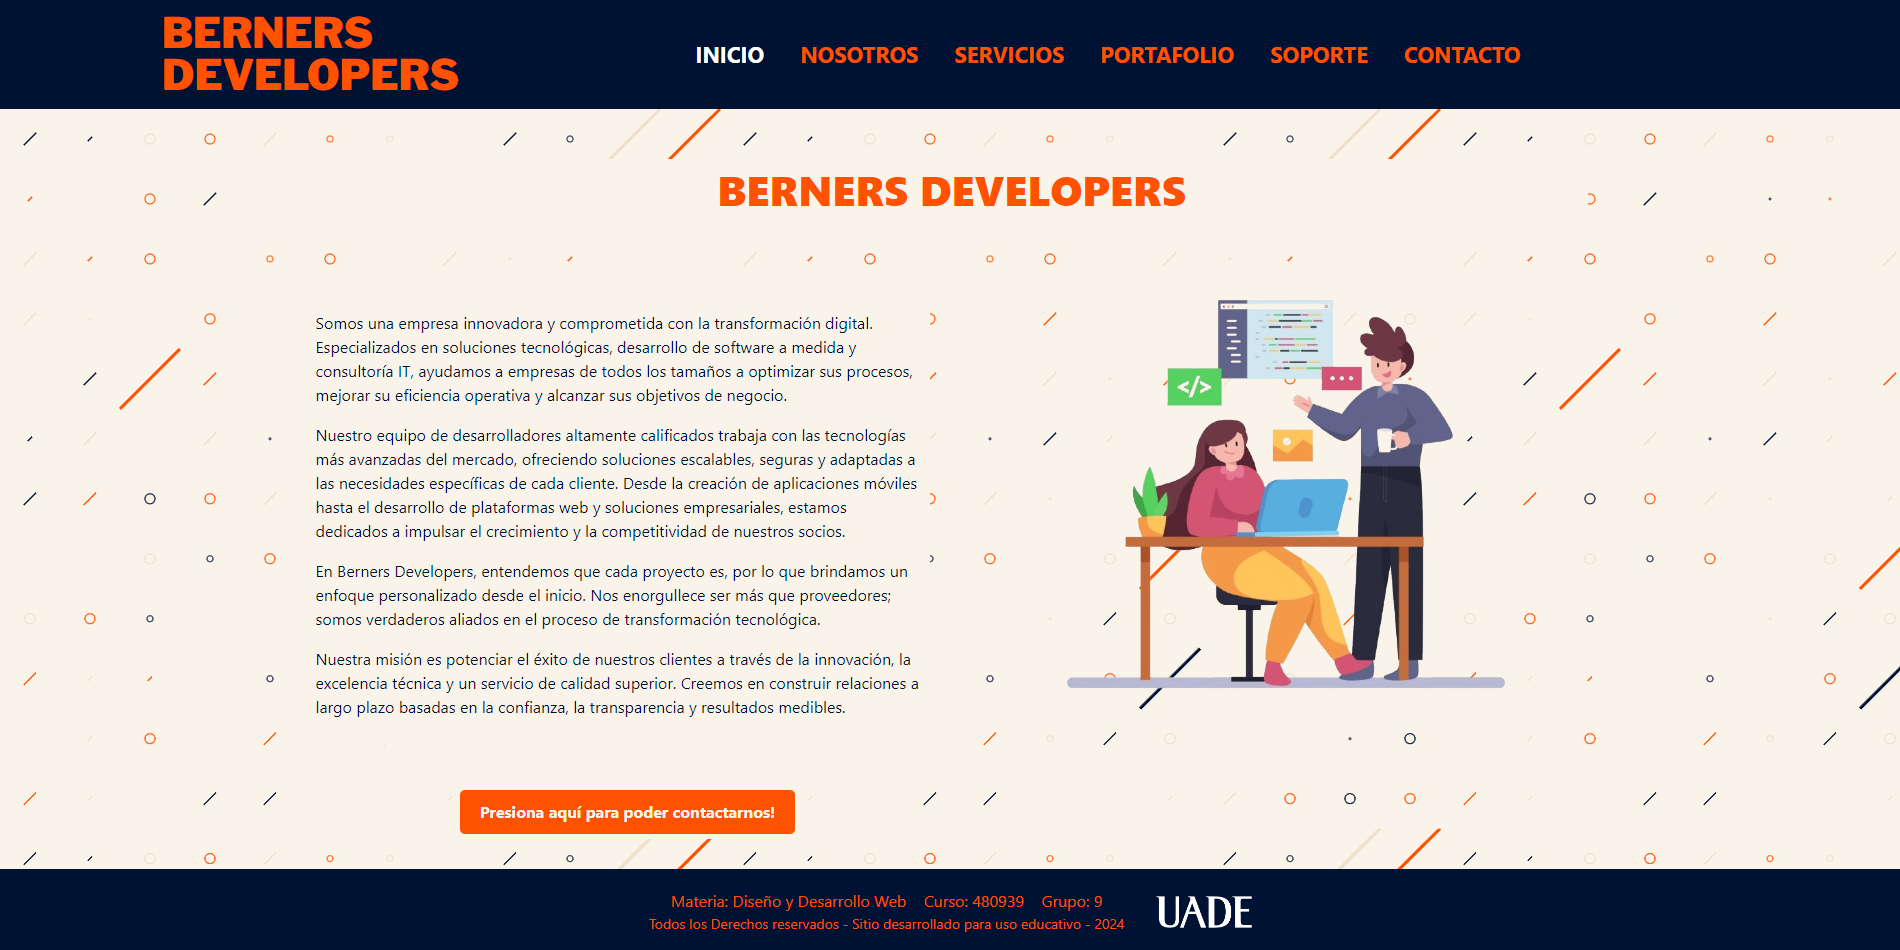 BERNERS
DEVELOPERS
INICIO NOSOTROS SERVICIOS PORTAFOLIO SOPORTE CONTACTO
BERNERS DEVELOPERS
Somos una empresa innovadora y comprometida con la transformación digital.
Especializados en soluciones tecnológicas, desarrollo de software a medida y
consultoría IT, ayudamos a empresas de todos los tamaños a optimizar sus procesos,
mejorar su eficiencia operativa y alcanzar sus objetivos de negocio.
Nuestro equipo de desarrolladores altamente calificados trabaja con las tecnologías
más avanzadas del mercado, ofreciendo soluciones escalables, seguras y adaptadas a
las necesidades específicas de cada cliente. Desde la creación de aplicaciones móviles
hasta el desarrollo de plataformas web y soluciones empresariales, estamos
dedicados a impulsar el crecimiento y la competitividad de nuestros socios.
En Berners Developers, entendemos que cada proyecto es, por lo que brindamos un
enfoque personalizado desde el inicio. Nos enorgullece ser más que proveedores;
somos verdaderos aliados en el proceso de transformación tecnológica.
Nuestra misión es potenciar el éxito de nuestros clientes a través de la innovación, la
excelencia técnica y un servicio de calidad superior. Creemos en construir relaciones a
largo plazo basadas en la confianza, la transparencia y resultados medibles.
</>
Presiona aquí para poder contactarnos!
Materia: Diseño y Desarrollo Web Curso: 480939 Grupo: 9
Todos los Derechos reservados - Sitio desarrollado para uso educativo - 2024
UADE